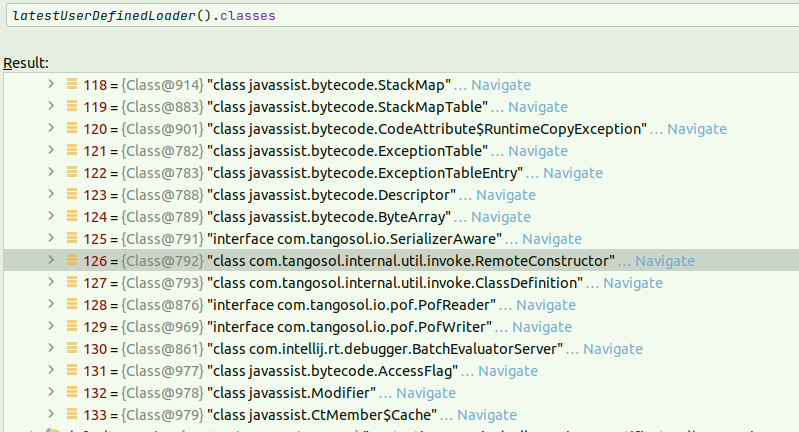 latestUserDefinedLoader().classes
Result:
118 = {Class@914} "class javassist.bytecode.StackMap" ... Navigate
119 = {Class@883} "class javassist.bytecode.StackMapTable" ... Navigate
120 = {Class@901} "class javassist.bytecode.CodeAttribute$RuntimeCopyException" ... Navigate
121 = {Class@782} "class javassist.bytecode.ExceptionTable" ... Navigate
122 = {Class@783} "class javassist.bytecode.ExceptionTableEntry" ... Navigate
123 = {Class@788} "class javassist.bytecode.Descriptor" ... Navigate
124 = {Class@789} "class javassist.bytecode.ByteArray" ... Navigate
125 = {Class@791} "interface com.tangosol.io.SerializerAware" ... Navigate
126 = {Class@792} "class com.tangosol.internal.util.invoke.RemoteConstructor" ... Navigate
127 = {Class@793} "class com.tangosol.internal.util.invoke.ClassDefinition" ... Navigate
128 = {Class@876} "interface com.tangosol.io.pof.PofReader" ... Navigate
129 = {Class@969} "interface com.tangosol.io.pof.PofWriter" ... Navigate
130 = {Class@861} "class com.intellij.rt.debugger.BatchEvaluatorServer" ... Navigate
131 = {Class@977} "class javassist.bytecode.AccessFlag" ... Navigate
132 = {Class@978} "class javassist.Modifier" ... Navigate
133 = {Class@979} "class javassist.CtMember$Cache" ... Navigate